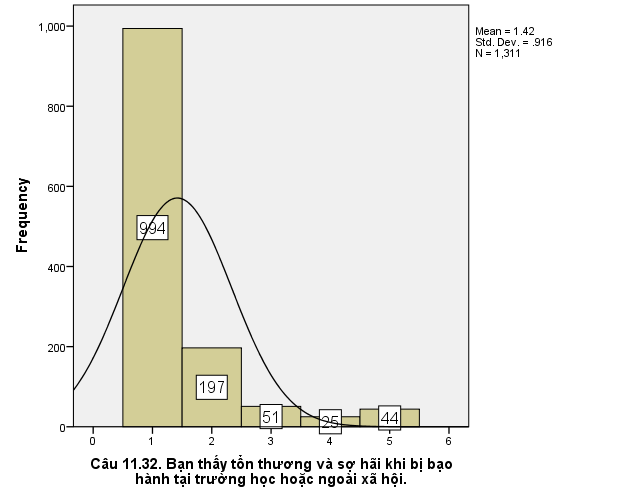 Mean = 1.42
Std. Dev. = .916
N = 1,311
Frequency
1,000
800
600
400
200
0
994
197
51
25
44
0 1 2 3 4 5 6
Câu 11.32. Bạn thấy tổn thương và sợ hãi khi bị bạo
hành tại trường học hoặc ngoài xã hội.